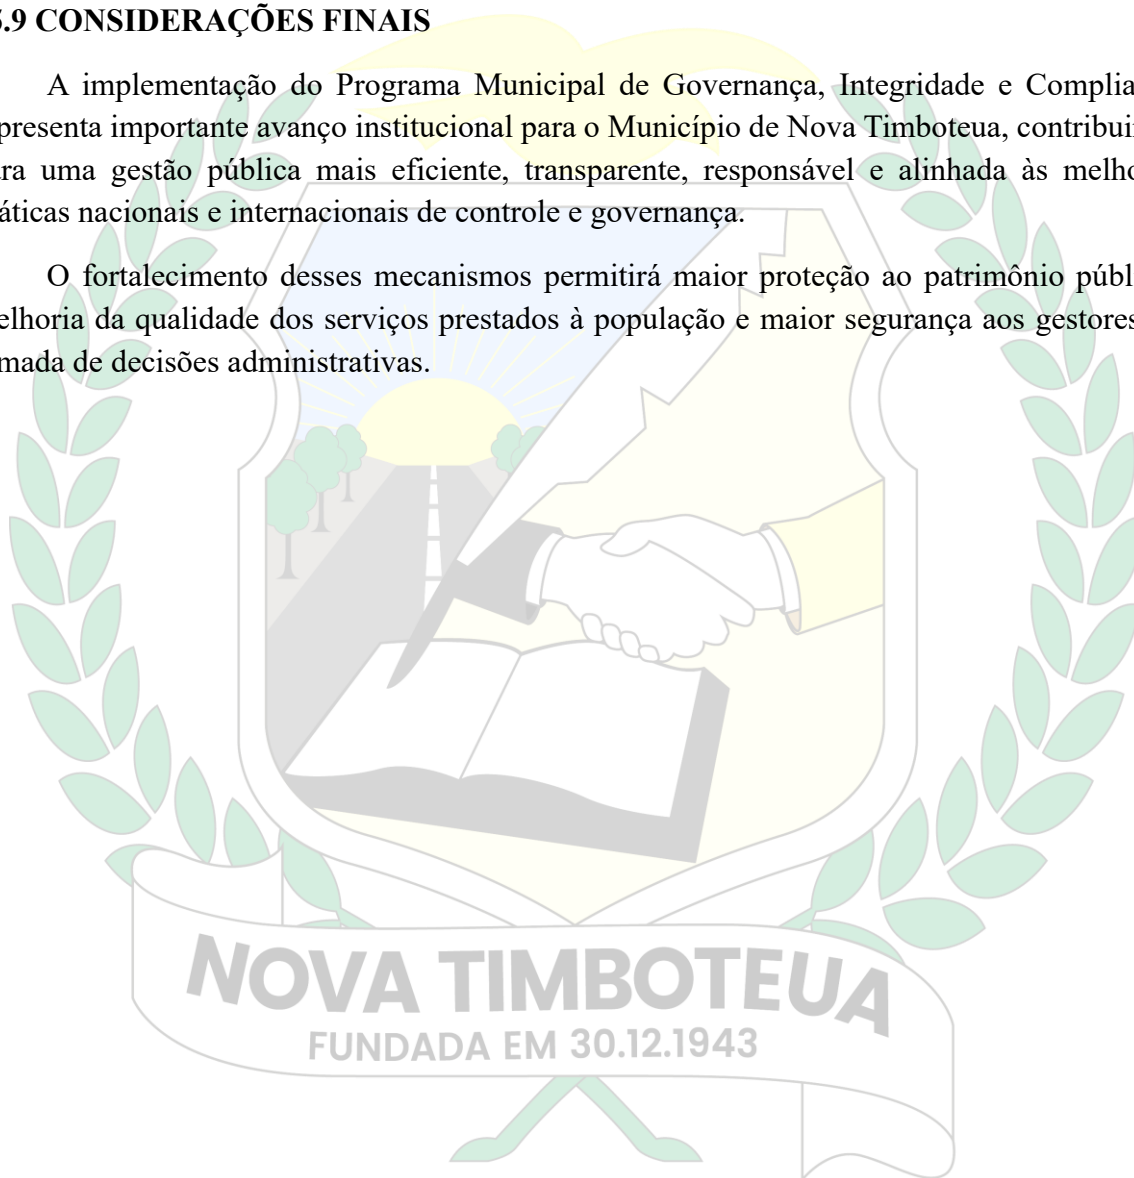 .9 CONSIDERAÇÕES FINAIS
A implementação do Programa Municipal de Governança, Integridade e Complia
presenta importante avanço institucional para o Município de Nova Timboteua, contribui
ra uma gestão pública mais eficiente, transparente, responsável e alinhada às melho
áticas nacionais e internacionais de controle e governança.
O fortalecimento desses mecanismos permitirá maior proteção ao patrimônio públ
elhoria da qualidade dos serviços prestados à população e maior segurança aos gestores
mada de decisões administrativas.
NOVA TIMBOTEUA
FUNDADA EM 30.12.1943